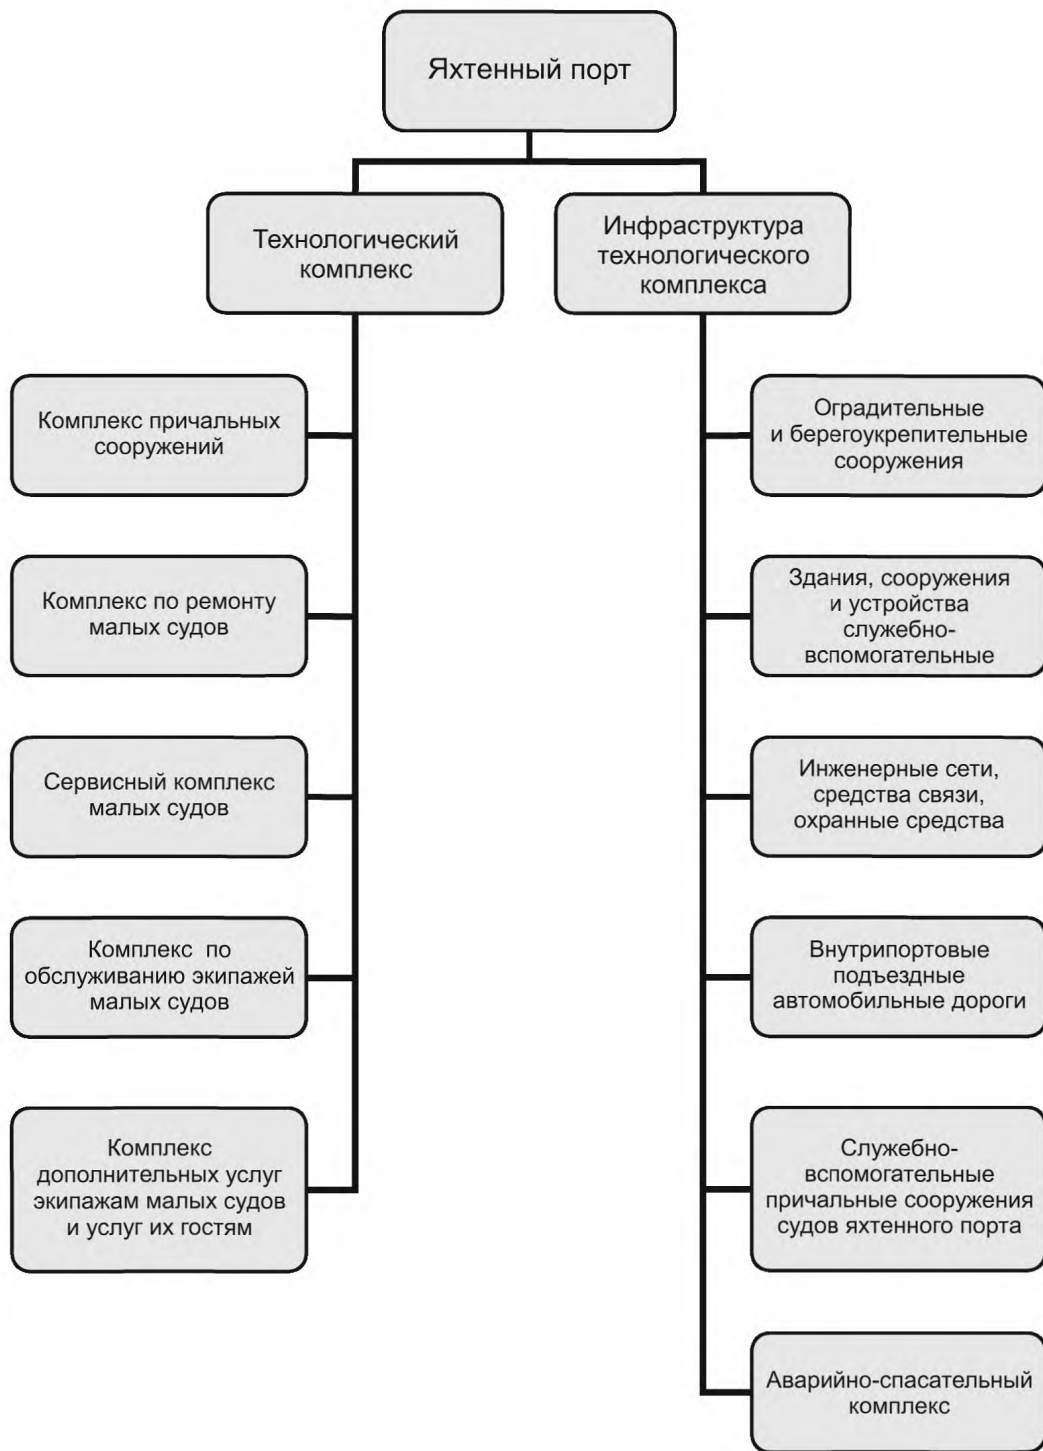 Яхтенный порт
Технологический
комплекс
Инфраструктура
технологического
комплекса
Комплекс причальных
сооружений
Комплекс по ремонту
малых судов
Сервисный комплекс
малых судов
Комплекс по
обслуживанию экипажей
малых судов
Комплекс
дополнительных услуг
экипажам малых судов
и услуг их гостям
Оградительные
и берегоукрепительные
сооружения
Здания, сооружения
и устройства
служебно-
вспомогательные
Инженерные сети,
средства связи,
охранные средства
Внутрипортовые
подъездные
автомобильные дороги
Служебно-
вспомогательные
причальные сооружения
судов яхтенного порта
Аварийно-спасательный
комплекс